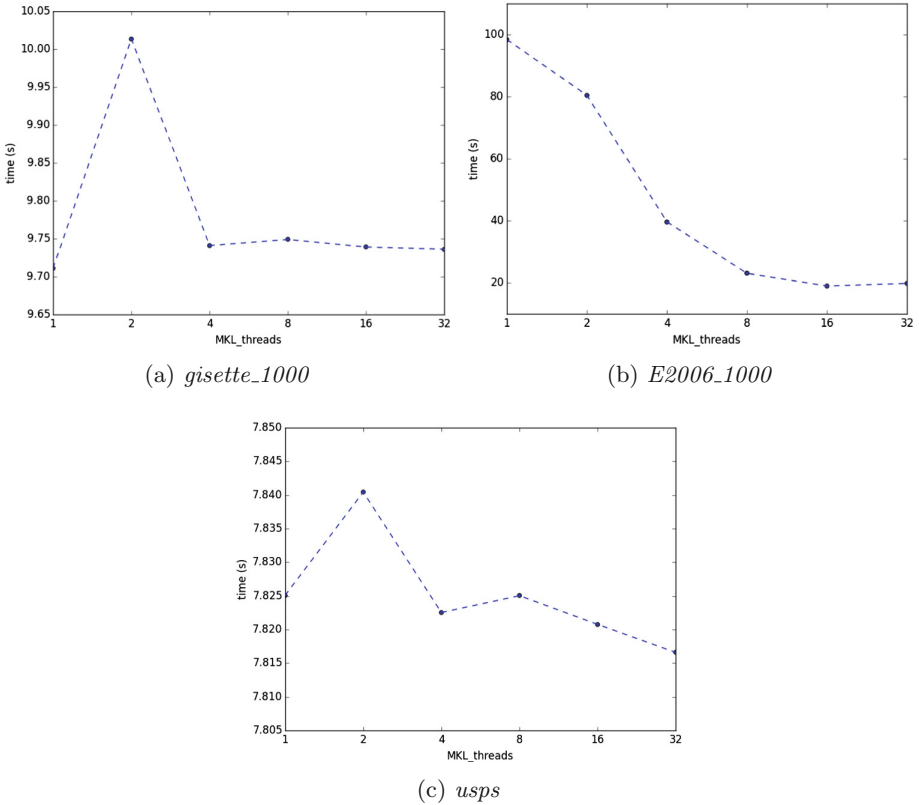 10.05
10.00
9.95
9.90
9.85
9.80
9.75
9.70
9.65
time (s)
1 2 4 8 16 32
MKL_threads
(a) gisette_1000
100
80
60
40
20
time (s)
1 2 4 8 16 32
MKL_threads
(b) E2006_1000
7.850
7.845
7.840
7.835
7.830
7.825
7.820
7.815
7.810
7.805
time (s)
1 2 4 8 16 32
MKL_threads
(c) usps